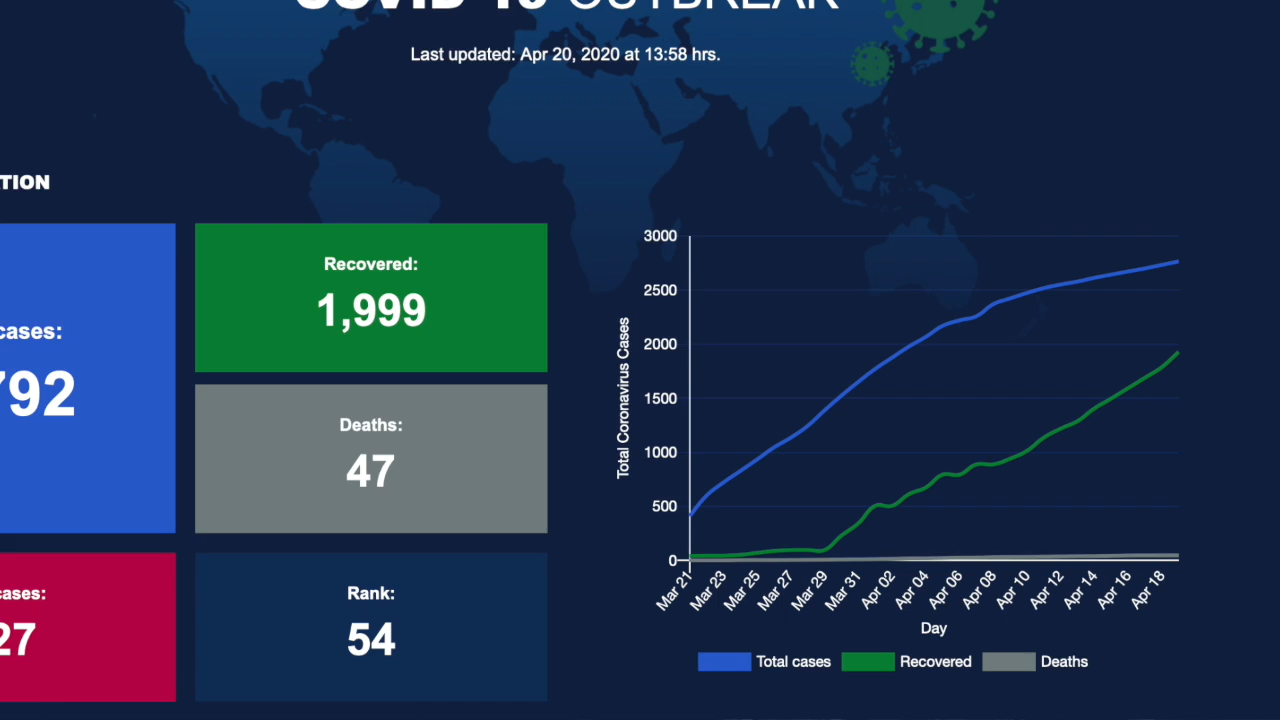 COVID-19 OUTBREAK
Last updated: Apr 20, 2020 at 13:58 hrs.
TION
cases:
792
Recovered:
1,999
Deaths:
47
cases:
27
Rank:
54
Total Coronavirus Cases
3000
2500
2000
1500
1000
500
0
Mar 21
Mar 23
Mar 25
Mar 27
Mar 29
Mar 31
Apr 02
Apr 04
Apr 06
Apr 08
Apr 10
Apr 12
Apr 14
Apr 16
Apr 18
Day
Total cases
Recovered
Deaths